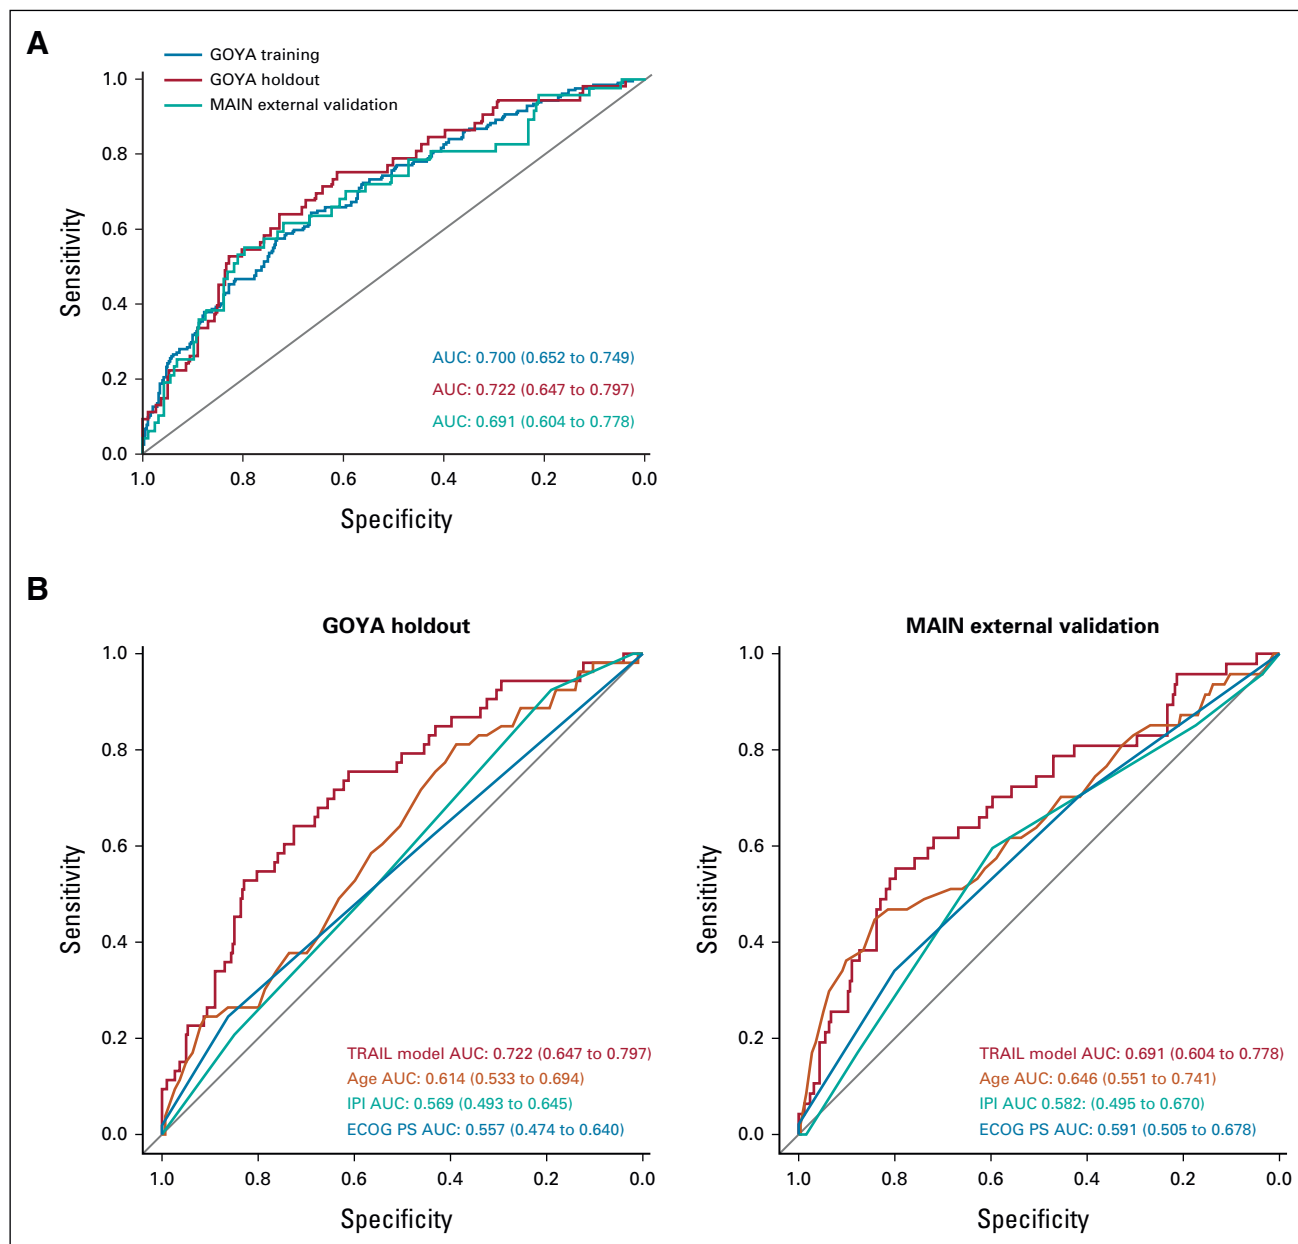 A
GOYA training
GOYA holdout
MAIN external validation
1.0
0.8
0.6
0.4
0.2
0.0
Sensitivity
AUC: 0.700 (0.652 to 0.749)
AUC: 0.722 (0.647 to 0.797)
AUC: 0.691 (0.604 to 0.778)
1.0 0.8 0.6 0.4 0.2 0.0
Specificity
B
GOYA holdout
1.0
0.8
0.6
0.4
0.2
0.0
Sensitivity
TRAIL model AUC: 0.722 (0.647 to 0.797)
Age AUC: 0.614 (0.533 to 0.694)
IPI AUC: 0.569 (0.493 to 0.645)
ECOG PS AUC: 0.557 (0.474 to 0.640)
1.0 0.8 0.6 0.4 0.2 0.0
Specificity
MAIN external validation
1.0
0.8
0.6
0.4
0.2
0.0
Sensitivity
TRAIL model AUC: 0.691 (0.604 to 0.778)
Age AUC: 0.646 (0.551 to 0.741)
IPI AUC 0.582: (0.495 to 0.670)
ECOG PS AUC: 0.591 (0.505 to 0.678)
1.0 0.8 0.6 0.4 0.2 0.0
Specificity